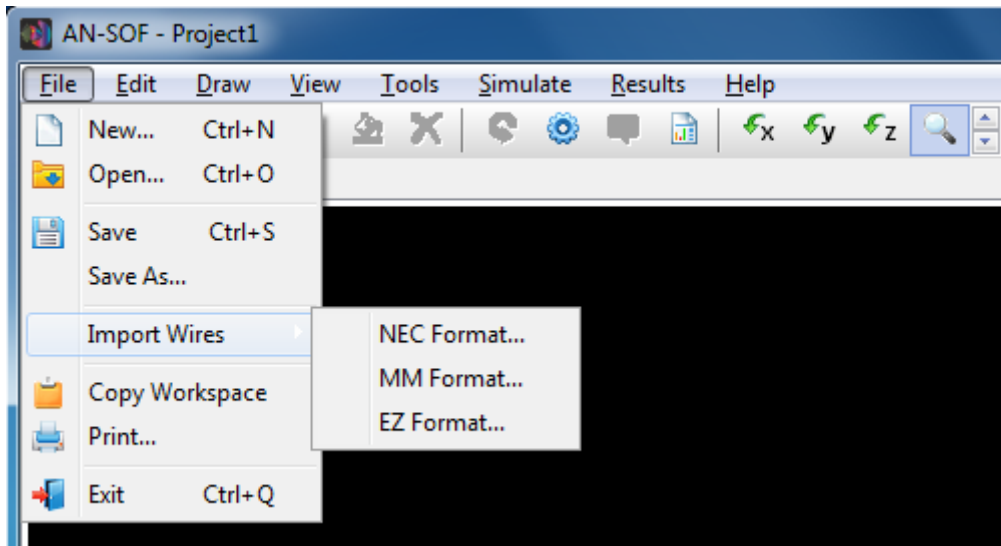 AN-SOF - Project1
File Edit Draw View Tools Simulate Results Help
New... Ctrl+N
x y z
Open... Ctrl+O
Save Ctrl+S
Save As...
Import Wires
NEC Format...
MM Format...
EZ Format...
Copy Workspace
Print...
Exit Ctrl+Q